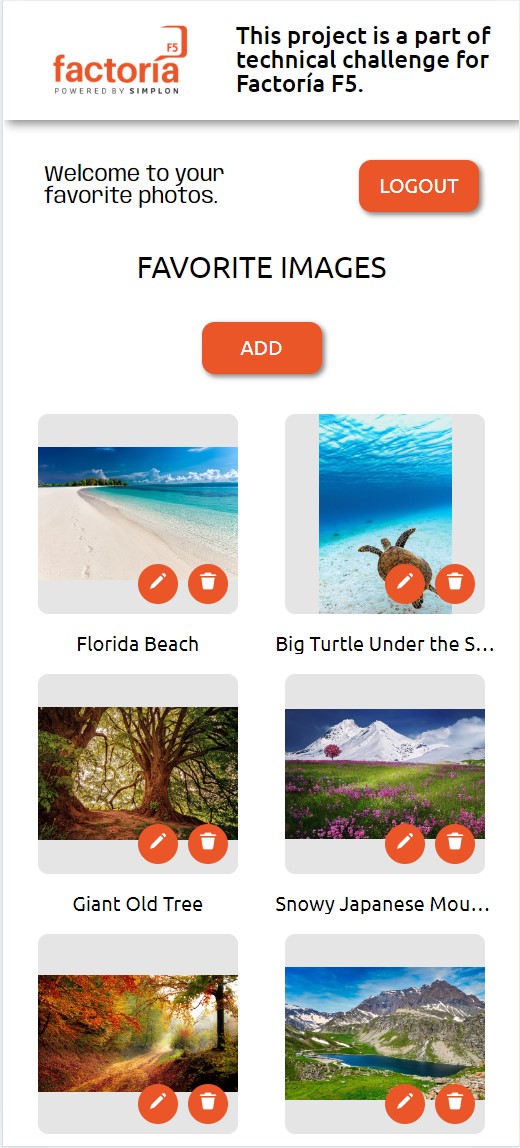 F5
factoría
POWERED BY SIMPLON
This project is a part of
technical challenge for
Factoría F5.
Welcome to your
favorite photos.
LOGOUT
FAVORITE IMAGES
ADD
Florida Beach
Big Turtle Under the S...
Giant Old Tree
Snowy Japanese Mou...